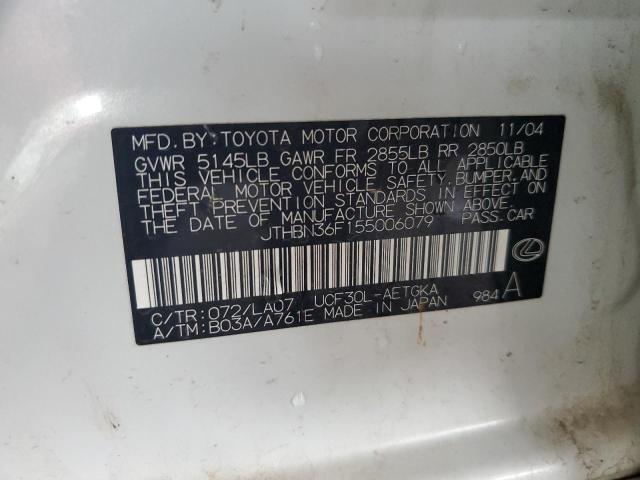 MFD. BY: TOYOTA MOTOR CORPORATION 11/04
GVWR 5145LB GAWR FR 2855LB RR 2850LB
THIS VEHICLE CONFORMS TO ALL APPLICABLE
FEDERAL MOTOR VEHICLE SAFETY, BUMPER, AND
THEFT PREVENTION STANDARDS IN EFFECT ON
THE DATE OF MANUFACTURE SHOWN ABOVE.
JTHBN36F155006079 PASS. CAR
C/TR: 072/LA07 UCF30L-AETGKA 984 A
A/TM: B03A/A761E MADE IN JAPAN